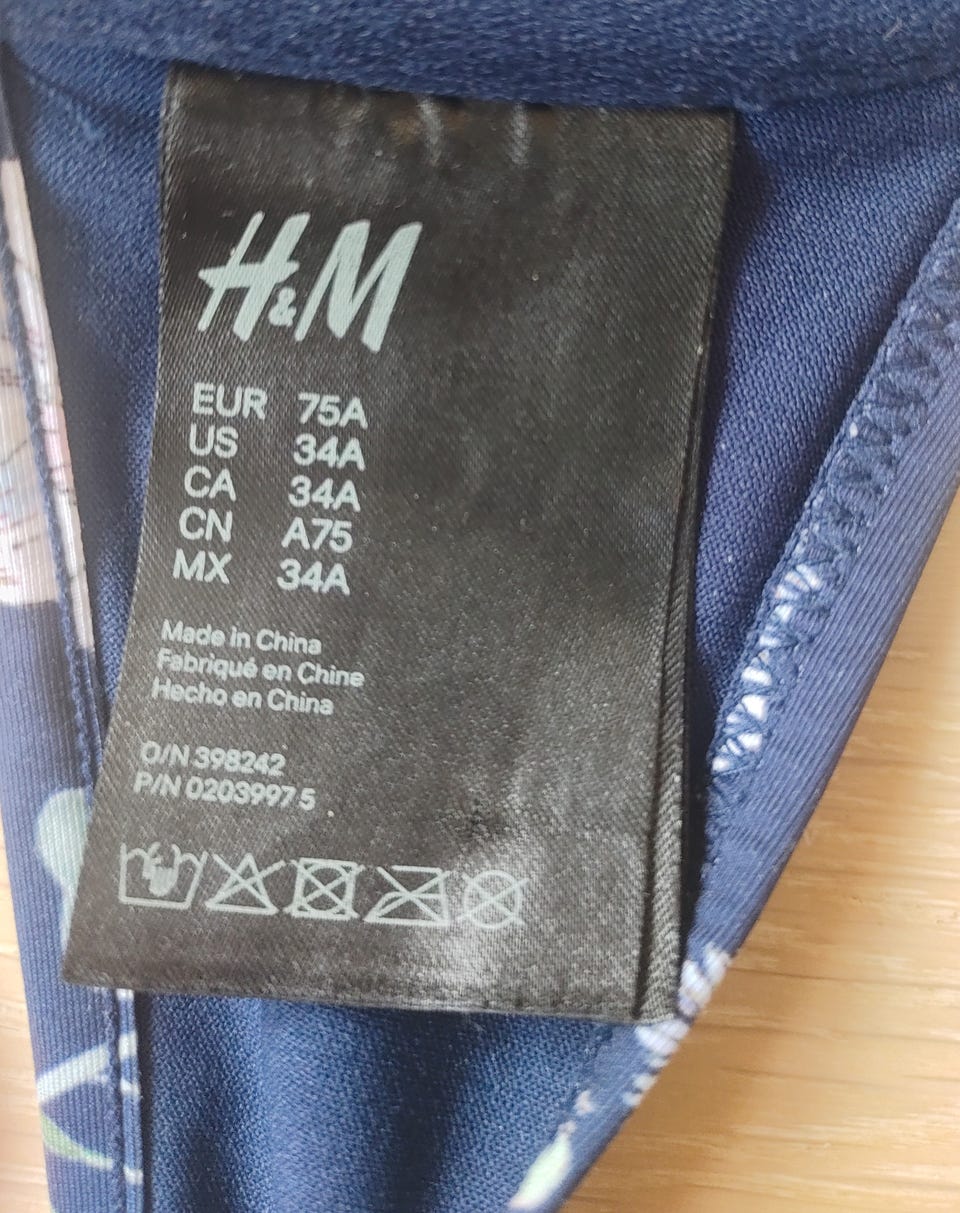 H&M
EUR 75A
US 34A
CA 34A
CN A75
MX 34A
Made in China
Fabriqué en Chine
Hecho en China
O/N 398242
P/N 0203997 5